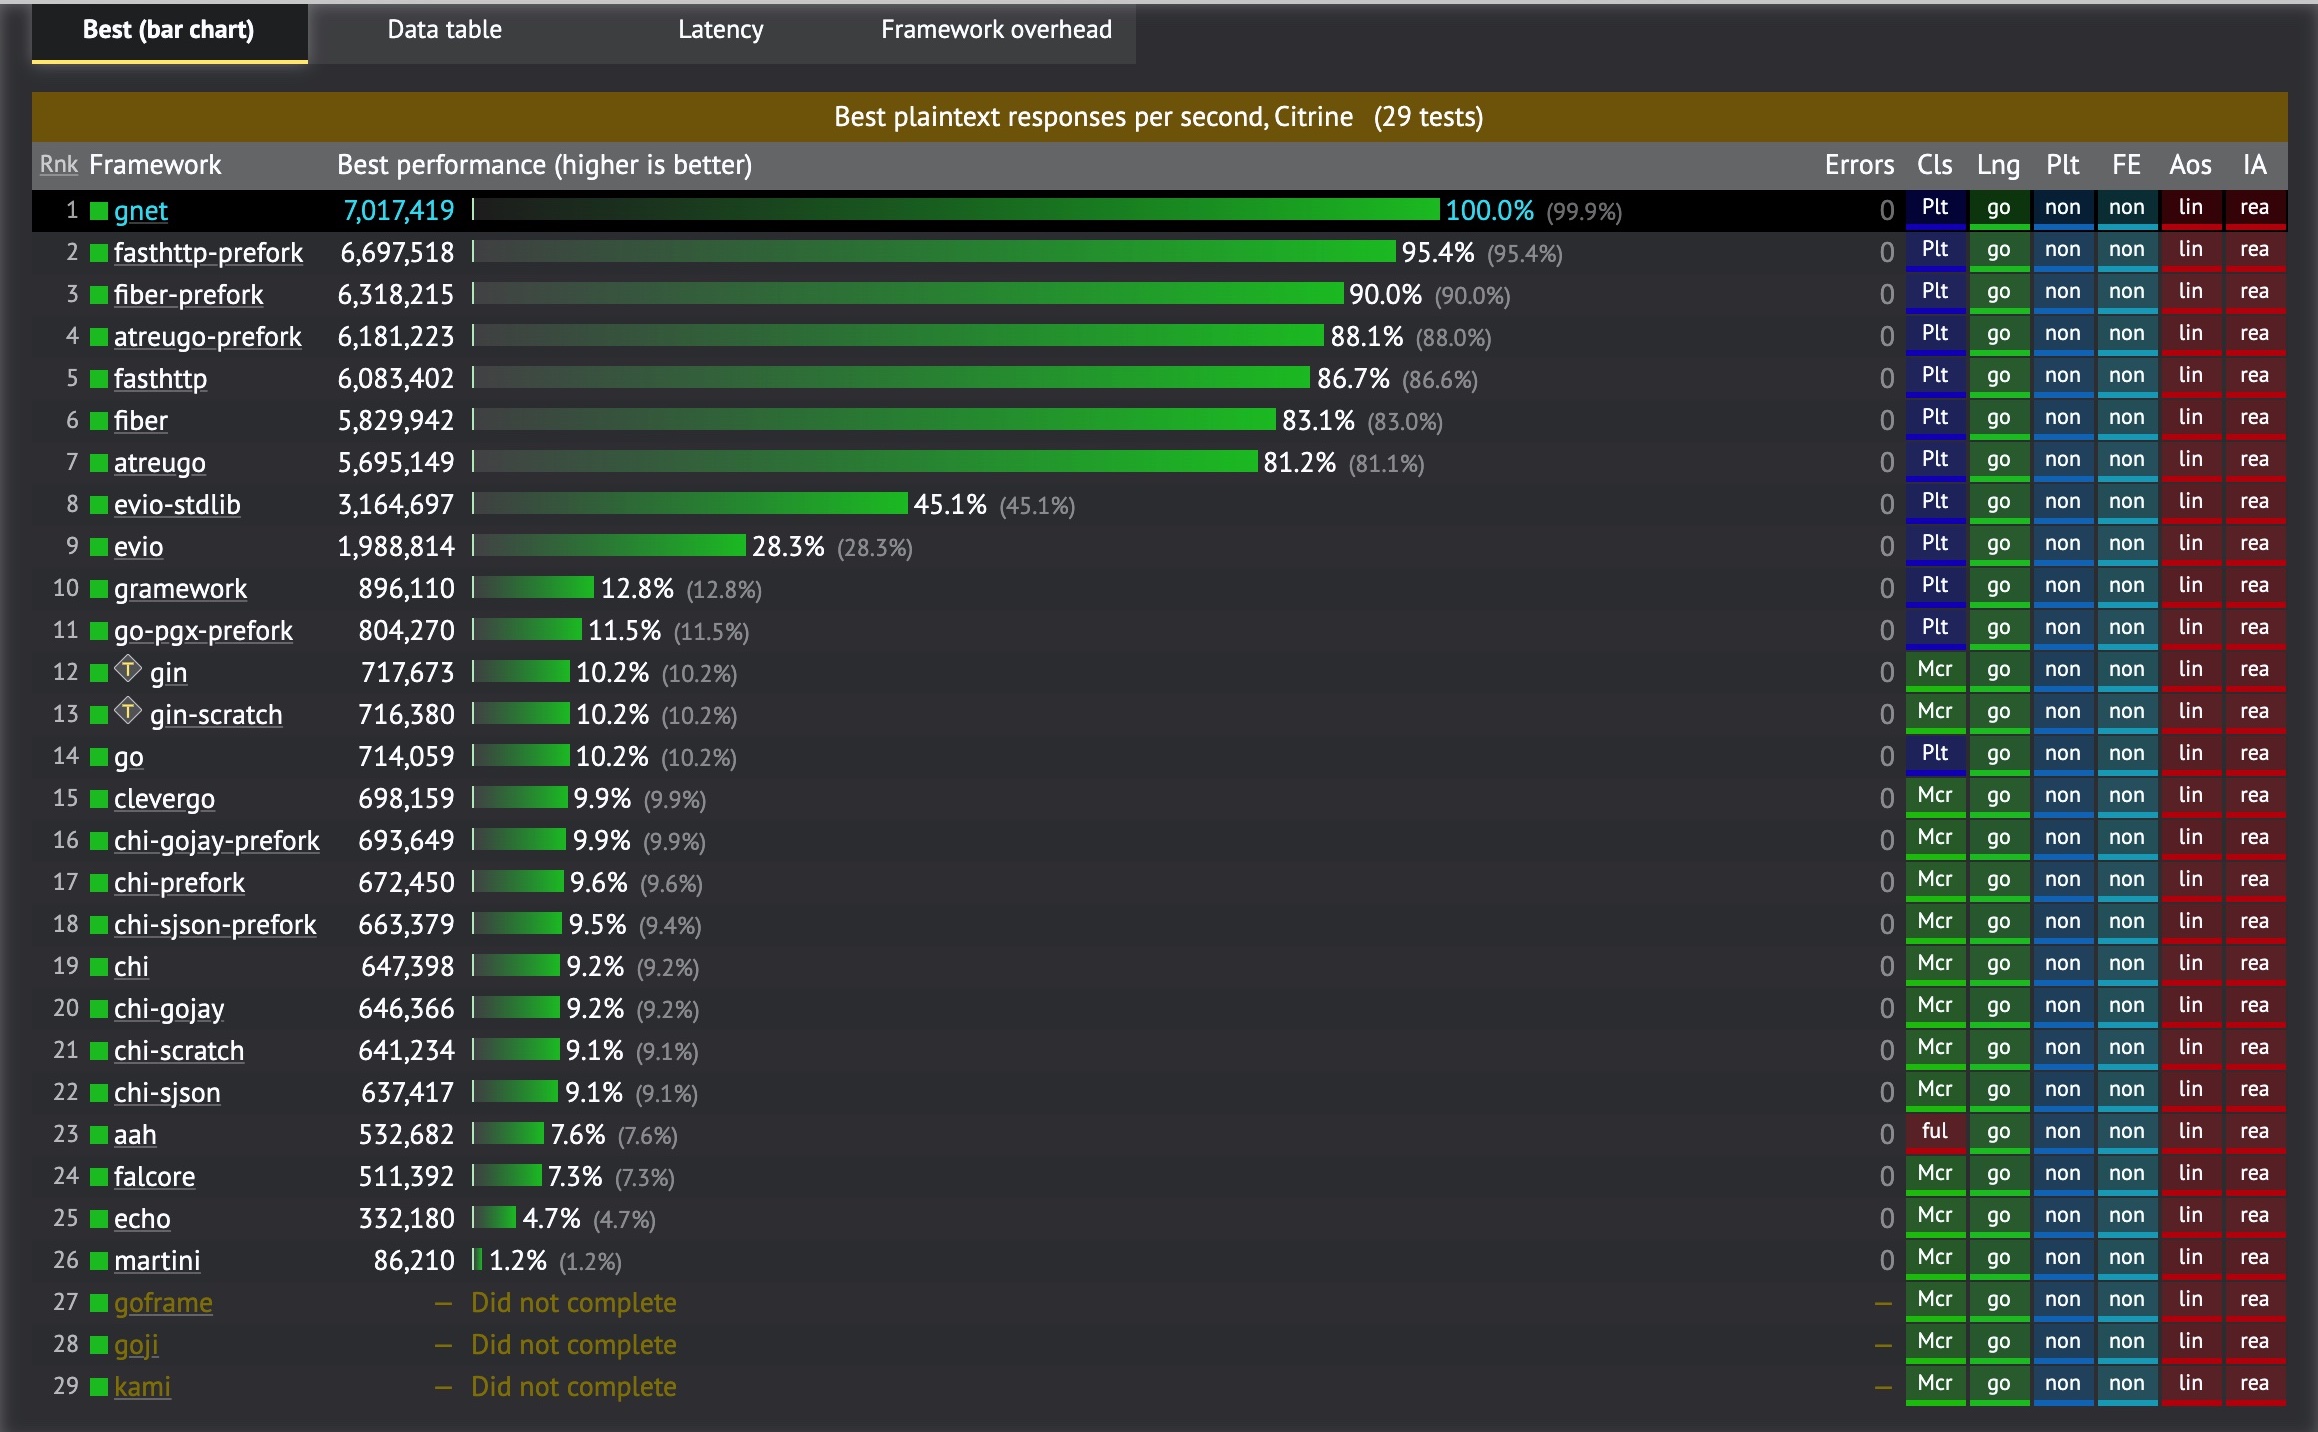 Best (bar chart) Data table Latency Framework overhead
Best plaintext responses per second, Citrine (29 tests)
Rnk Framework Best performance (higher is better) Errors Cls Lng Plt FE Aos IA
1 gnet 7,017,419 100.0% (99.9%) 0 Plt go non non lin rea
2 fasthttp-prefork 6,697,518 95.4% (95.4%) 0 Plt go non non lin rea
3 fiber-prefork 6,318,215 90.0% (90.0%) 0 Plt go non non lin rea
4 atreugo-prefork 6,181,223 88.1% (88.0%) 0 Plt go non non lin rea
5 fasthttp 6,083,402 86.7% (86.6%) 0 Plt go non non lin rea
6 fiber 5,829,942 83.1% (83.0%) 0 Plt go non non lin rea
7 atreugo 5,695,149 81.2% (81.1%) 0 Plt go non non lin rea
8 evio-stdlib 3,164,697 45.1% (45.1%) 0 Plt go non non lin rea
9 evio 1,988,814 28.3% (28.3%) 0 Plt go non non lin rea
10 gramework 896,110 12.8% (12.8%) 0 Plt go non non lin rea
11 go-pgx-prefork 804,270 11.5% (11.5%) 0 Plt go non non lin rea
12 T gin 717,673 10.2% (10.2%) 0 Mcr go non non lin rea
13 T gin-scratch 716,380 10.2% (10.2%) 0 Mcr go non non lin rea
14 go 714,059 10.2% (10.2%) 0 Plt go non non lin rea
15 clevergo 698,159 9.9% (9.9%) 0 Mcr go non non lin rea
16 chi-gojay-prefork 693,649 9.9% (9.9%) 0 Mcr go non non lin rea
17 chi-prefork 672,450 9.6% (9.6%) 0 Mcr go non non lin rea
18 chi-sjson-prefork 663,379 9.5% (9.4%) 0 Mcr go non non lin rea
19 chi 647,398 9.2% (9.2%) 0 Mcr go non non lin rea
20 chi-gojay 646,366 9.2% (9.2%) 0 Mcr go non non lin rea
21 chi-scratch 641,234 9.1% (9.1%) 0 Mcr go non non lin rea
22 chi-sjson 637,417 9.1% (9.1%) 0 Mcr go non non lin rea
23 aah 532,682 7.6% (7.6%) 0 ful go non non lin rea
24 falcore 511,392 7.3% (7.3%) 0 Mcr go non non lin rea
25 echo 332,180 4.7% (4.7%) 0 Mcr go non non lin rea
26 martini 86,210 1.2% (1.2%) 0 Mcr go non non lin rea
27 goframe — Did not complete — Mcr go non non lin rea
28 goji — Did not complete — Mcr go non non lin rea
29 kami — Did not complete — Mcr go non non lin rea